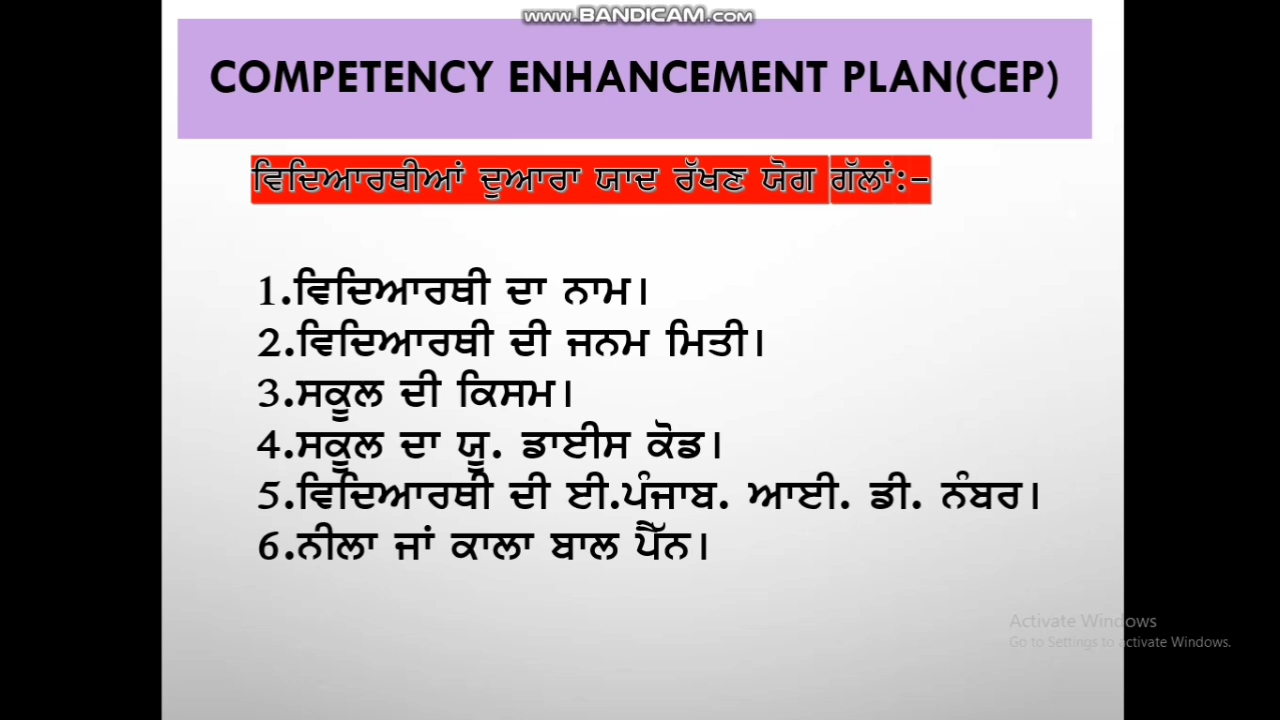 www.BANDICAM.com
COMPETENCY ENHANCEMENT PLAN(CEP)
ਵਿਦਿਆਰਥੀਆਂ ਦੁਆਰਾ ਯਾਦ ਰੱਖਣ ਯੋਗ ਗੱਲਾਂ:-
1.ਵਿਦਿਆਰਥੀ ਦਾ ਨਾਮ।
2.ਵਿਦਿਆਰਥੀ ਦੀ ਜਨਮ ਮਿਤੀ।
3.ਸਕੂਲ ਦੀ ਕਿਸਮ।
4.ਸਕੂਲ ਦਾ ਯੂ. ਡਾਈਸ ਕੋਡ।
5.ਵਿਦਿਆਰਥੀ ਦੀ ਈ.ਪੰਜਾਬ. ਆਈ. ਡੀ. ਨੰਬਰ।
6.ਨੀਲਾ ਜਾਂ ਕਾਲਾ ਬਾਲ ਪੈੱਨ।
Activate Windows
Go to Settings to activate Windows.